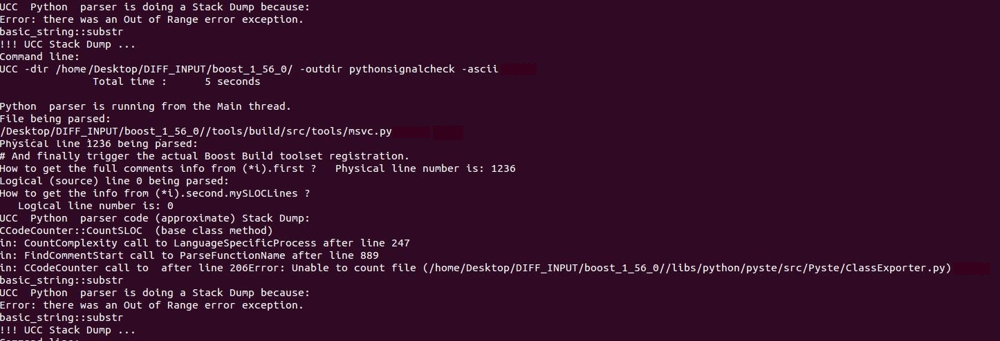 UCC  Python  parser is doing a Stack Dump because:
Error: there was an Out of Range error exception.
basic_string::substr
!!! UCC Stack Dump ...
Command line:
UCC -dir /home/Desktop/DIFF_INPUT/boost_1_56_0/ -outdir pythonsignalcheck -ascii
Total time :      5 seconds
Python  parser is running from the Main thread.
File being parsed:
/Desktop/DIFF_INPUT/boost_1_56_0//tools/build/src/tools/msvc.py
Physical line 1236 being parsed:
# And finally trigger the actual Boost Build toolset registration.
How to get the full comments info from (*i).first ?   Physical line number is: 1236
Logical (source) line 0 being parsed:
How to get the info from (*i).second.mySLOCLines ?
   Logical line number is: 0
UCC  Python  parser code (approximate) Stack Dump:
CCodeCounter::CountSLOC  (base class method)
in: CountComplexity call to LanguageSpecificProcess after line 247
in: FindCommentStart call to ParseFunctionName after line 889
in: CCodeCounter call to  after line 206Error: Unable to count file (/home/Desktop/DIFF_INPUT/boost_1_56_0//libs/python/pyste/src/Pyste/ClassExporter.py)
basic_string::substr
UCC  Python  parser is doing a Stack Dump because:
Error: there was an Out of Range error exception.
basic_string::substr
!!! UCC Stack Dump ...
Command line: